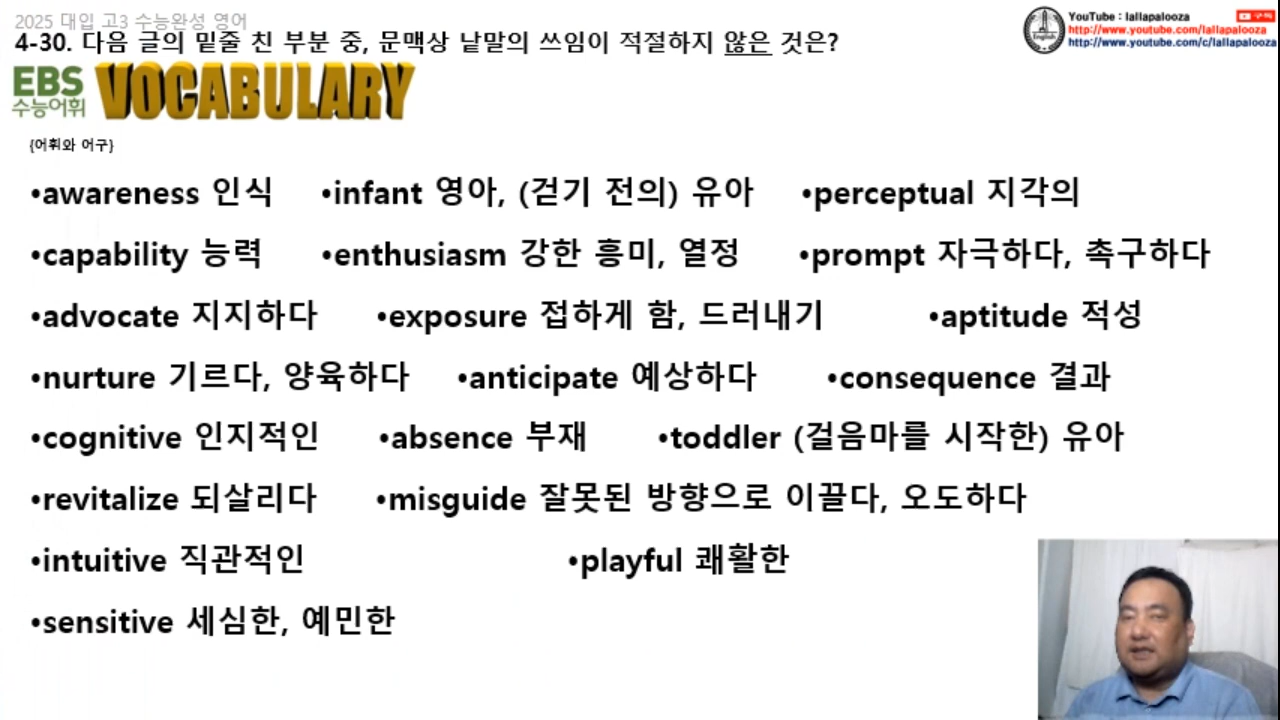 2025 대입 고3 수능완성 영어
4-30. 다음 글의 밑줄 친 부분 중, 문맥상 낱말의 쓰임이 적절하지 않은 것은?
YouTube : lallapalooza
구독
http://www.youtube.com/lallapalooza
http://www.youtube.com/c/lallapalooza
English
EBS
수능어휘
VOCABULARY
{어휘와 어구}
•awareness 인식 •infant 영아, (걷기 전의) 유아 •perceptual 지각의
•capability 능력 •enthusiasm 강한 흥미, 열정 •prompt 자극하다, 촉구하다
•advocate 지지하다 •exposure 접하게 함, 드러내기 •aptitude 적성
•nurture 기르다, 양육하다 •anticipate 예상하다 •consequence 결과
•cognitive 인지적인 •absence 부재 •toddler (걸음마를 시작한) 유아
•revitalize 되살리다 •misguide 잘못된 방향으로 이끌다, 오도하다
•intuitive 직관적인 •playful 쾌활한
•sensitive 세심한, 예민한